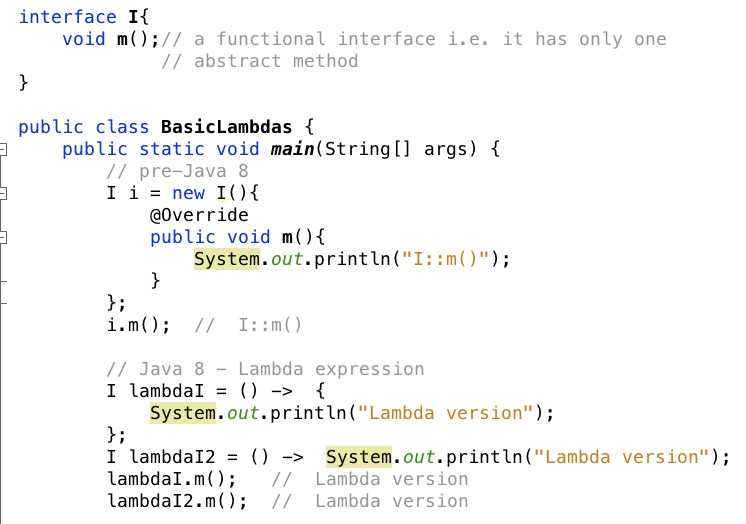 interface I{
    void m();// a functional interface i.e. it has only one
             // abstract method
}

public class BasicLambdas {
    public static void main(String[] args) {
        // pre-Java 8
        I i = new I(){
            @Override
            public void m(){
                System.out.println("I::m()");
            }
        };
        i.m();  //  I::m()

        // Java 8 - Lambda expression
        I lambdaI = () ->  {
            System.out.println("Lambda version");
        };
        I lambdaI2 = () ->  System.out.println("Lambda version");
        lambdaI.m();   //  Lambda version
        lambdaI2.m();  //  Lambda version